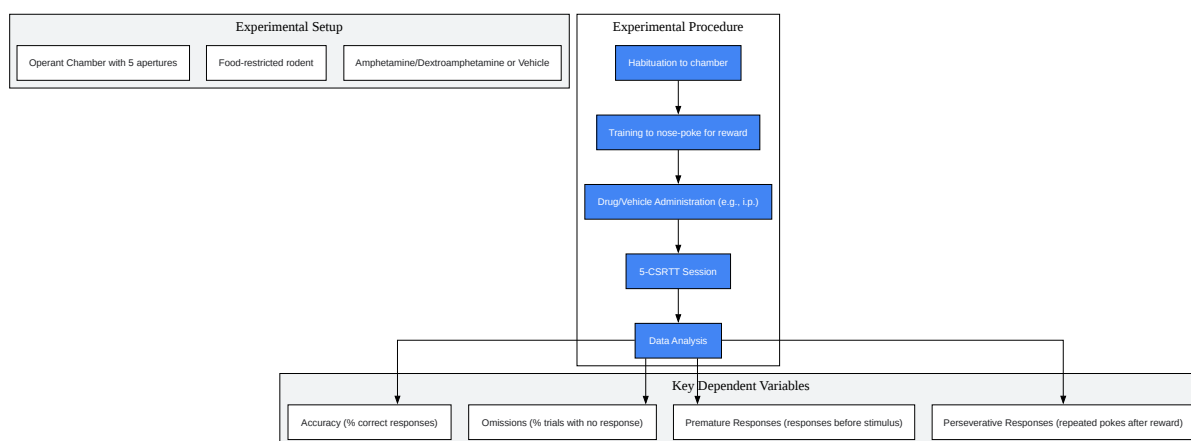 Experimental Setup
Operant Chamber with 5 apertures
Food-restricted rodent
Amphetamine/Dextroamphetamine or Vehicle
Experimental Procedure
Habituation to chamber
Training to nose-poke for reward
Drug/Vehicle Administration (e.g., i.p.)
5-CSRTT Session
Data Analysis
Key Dependent Variables
Accuracy (% correct responses)
Omissions (% trials with no response)
Premature Responses (responses before stimulus)
Perseverative Responses (repeated pokes after reward)